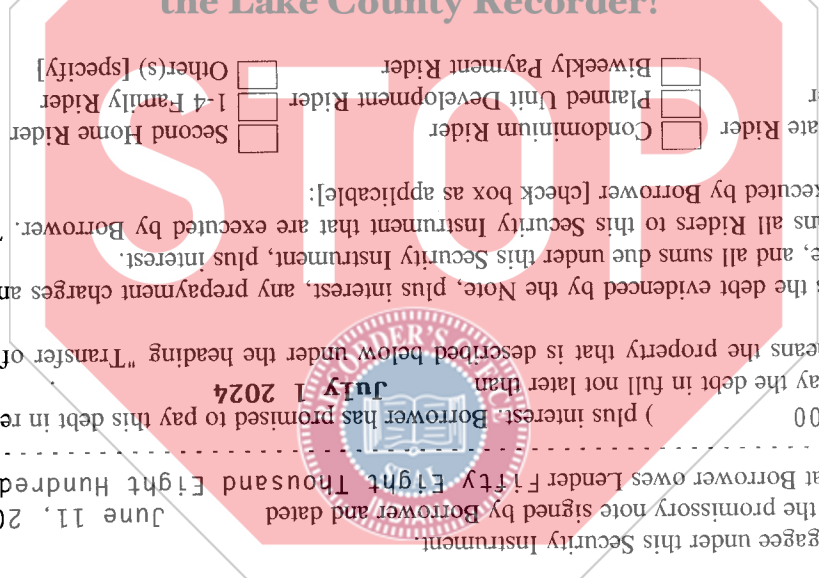 gagee under this Security Instrument.
the promissory note signed by Borrower and dated June 11, 20
at Borrower owes Lender Fifty Eight Thousand Eight Hundred
00 ) plus interest. Borrower has promised to pay this debt in re
ay the debt in full not later than July 1 2024 .
eans the property that is described below under the heading "Transfer of
s the debt evidenced by the Note, plus interest, any prepayment charges an
e, and all sums due under this Security Instrument, plus interest.
ns all Riders to this Security Instrument that are executed by Borrower.
xecuted by Borrower [check box as applicable]:
ate Rider Condominium Rider Second Home Rider
r Planned Unit Development Rider 1-4 Family Rider
Biweekly Payment Rider Other(s) [specify]
the Lake County Recorder!
STOP
RECORDER'S OFFICE
SEAL